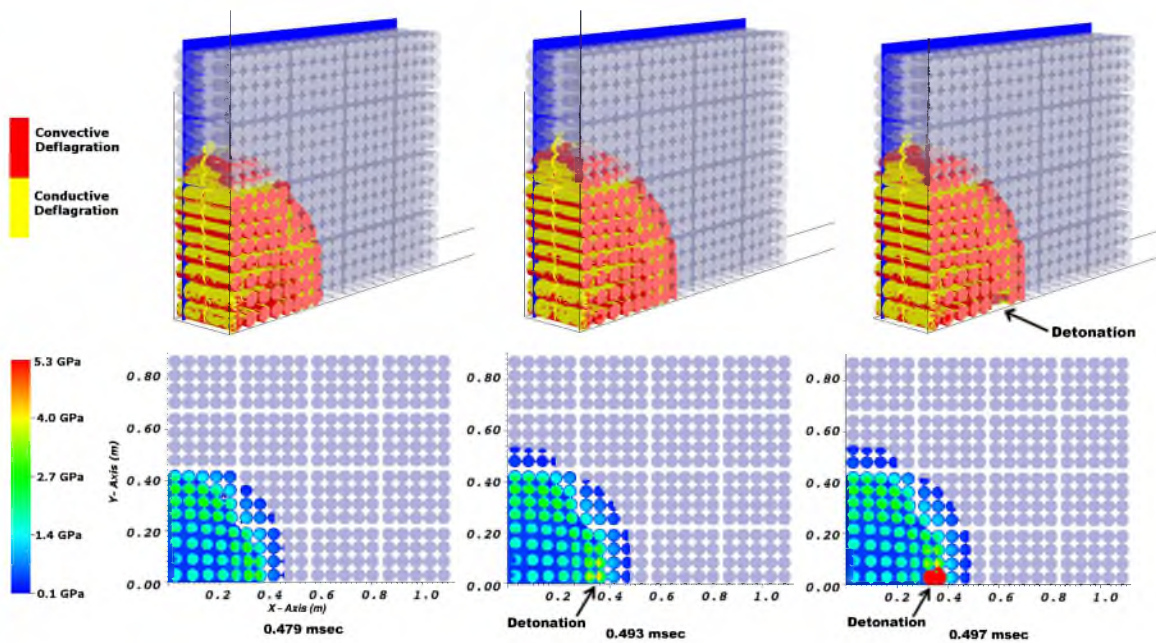 Convective
Deflagration
Conductive
Deflagration
Detonation
5.3 GPa
4.0 GPa
2.7 GPa
1.4 GPa
0.1 GPa
Y- Axis (m)
0.80
0.60
0.40
0.20
0.00
0.2 0.4 0.6 0.8 1.0
X - Axis (m)
0.479 msec
0.80
0.60
0.40
0.20
0.00
0.2 0.4 0.6 0.8 1.0
Detonation
0.493 msec
0.80
0.60
0.40
0.20
0.00
0.2 0.4 0.6 0.8 1.0
Detonation
0.497 msec